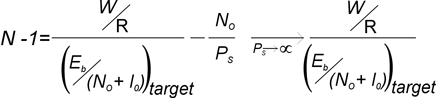 N -1 = (W/R) / (E_b/(N_o + I_o))_target − N_o/P_s →(P_s→∝) (W/R) / (E_b/(N_o + I_o))_target